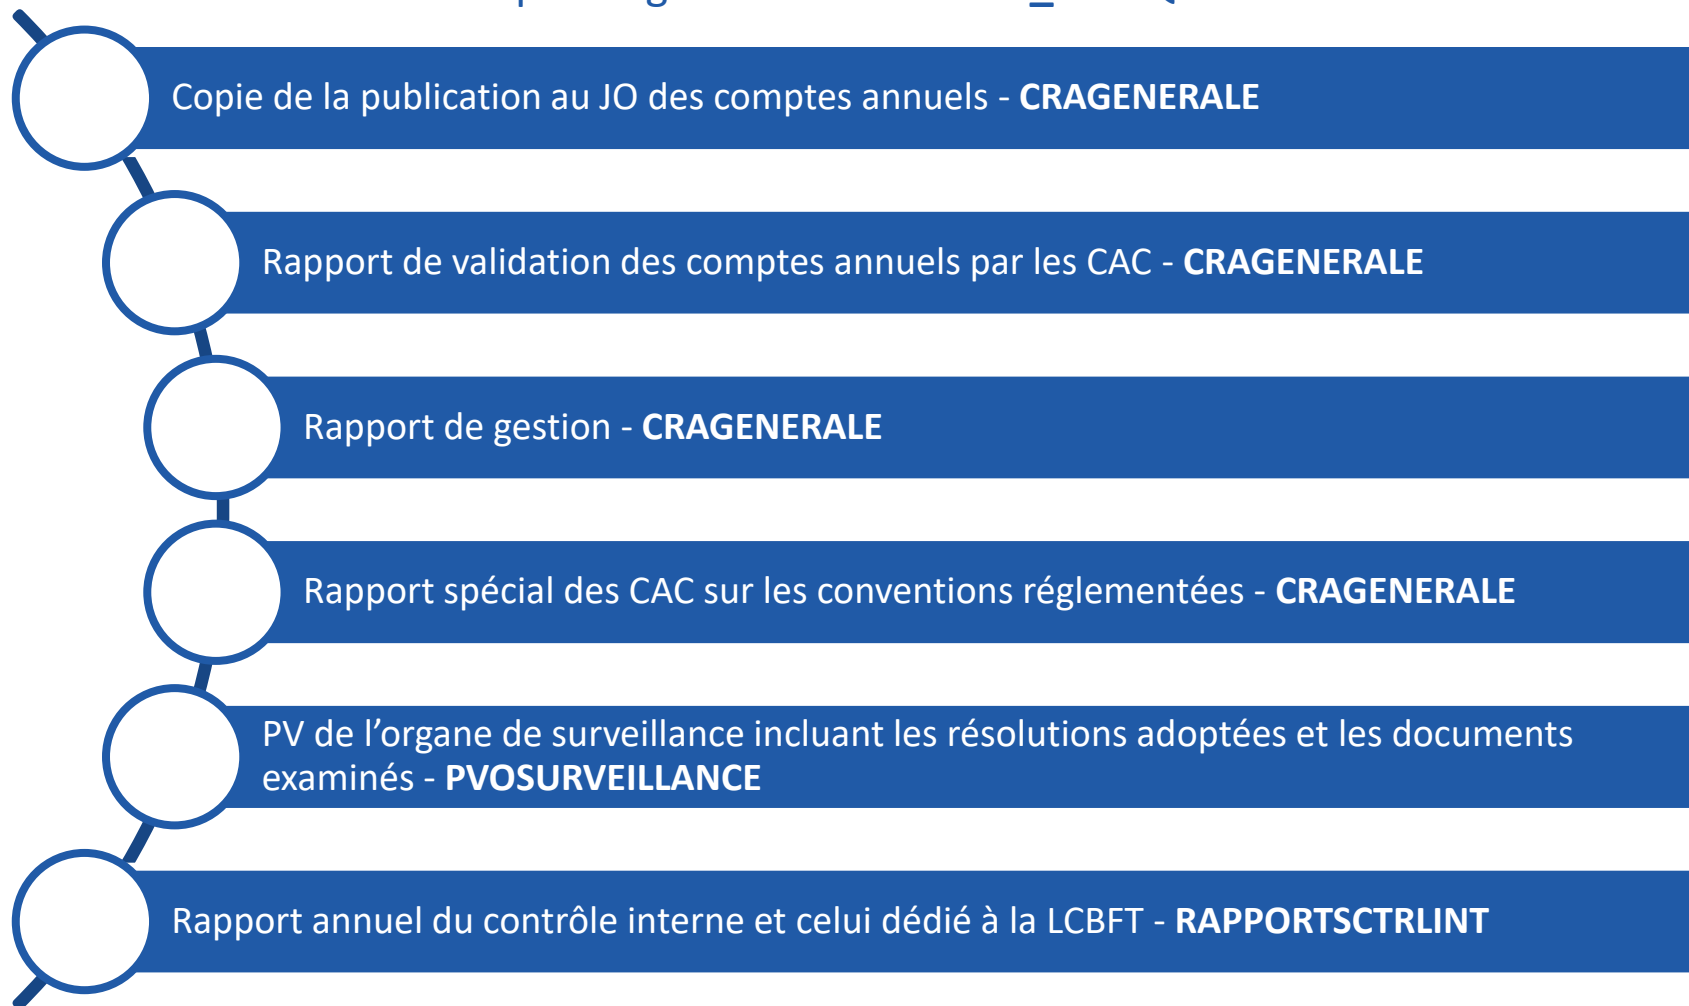 Copie de la publication au JO des comptes annuels - CRAGENERALE
Rapport de validation des comptes annuels par les CAC - CRAGENERALE
Rapport de gestion - CRAGENERALE
Rapport spécial des CAC sur les conventions réglementées - CRAGENERALE
PV de l’organe de surveillance incluant les résolutions adoptées et les documents
examinés - PVOSURVEILLANCE
Rapport annuel du contrôle interne et celui dédié à la LCBFT - RAPPORTSCTRLINT